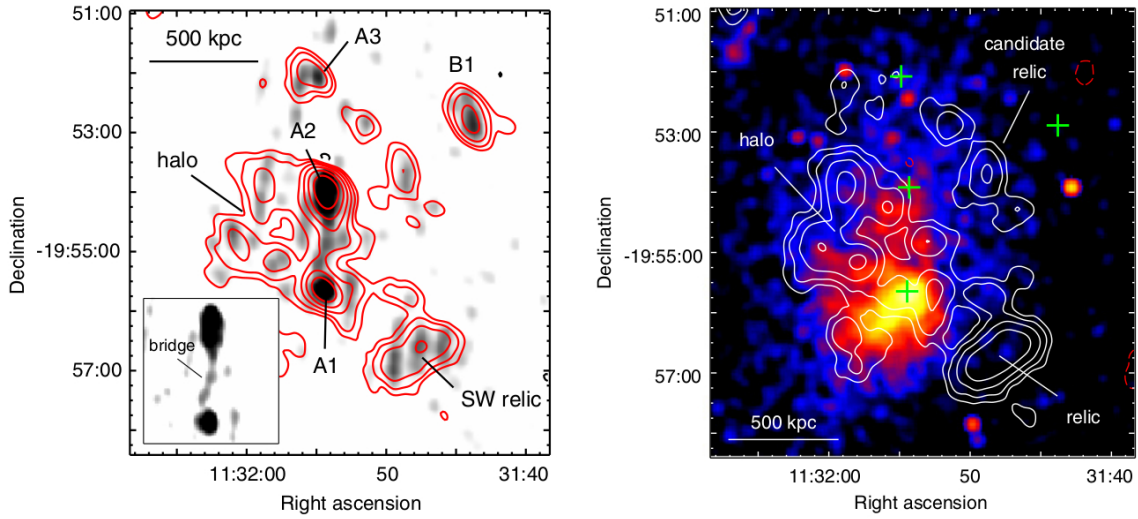 51:00
500 kpc
A3
B1
53:00
A2
halo
Declination
-19:55:00
bridge
57:00
A1
SW relic
11:32:00
50
31:40
Right ascension
51:00
candidate
relic
53:00
halo
Declination
-19:55:00
57:00
500 kpc
relic
11:32:00
50
31:40
Right ascension